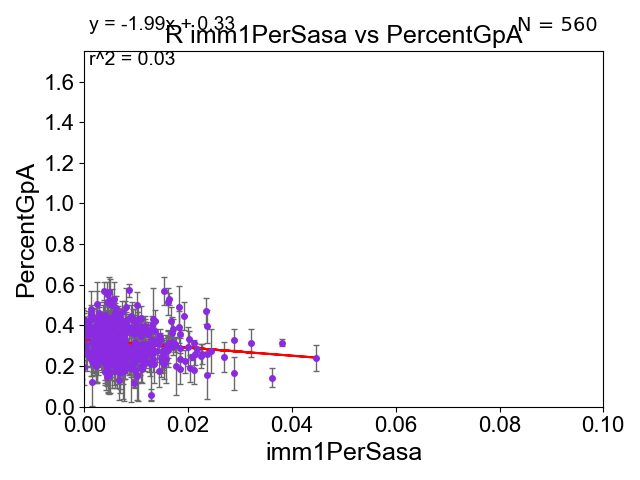 y = -1.99x + 0.33
R imm1PerSasa vs PercentGpA
N = 560
r^2 = 0.03
PercentGpA
1.6
1.4
1.2
1.0
0.8
0.6
0.4
0.2
0.0
0.00 0.02 0.04 0.06 0.08 0.10
imm1PerSasa